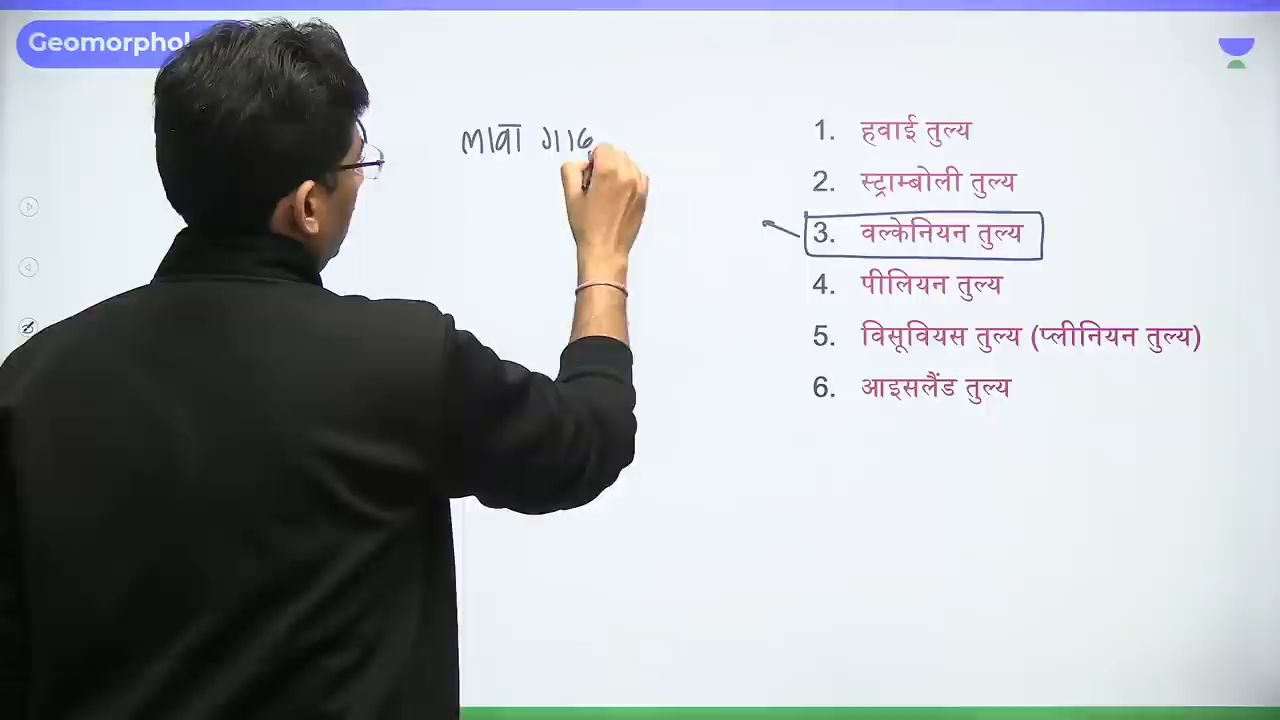 Geomorphol
लावा गाढ
1. हवाई तुल्य
2. स्ट्राम्बोली तुल्य
3. वल्केनियन तुल्य
4. पीलियन तुल्य
5. विसूवियस तुल्य (प्लीनियन तुल्य)
6. आइसलैंड तुल्य